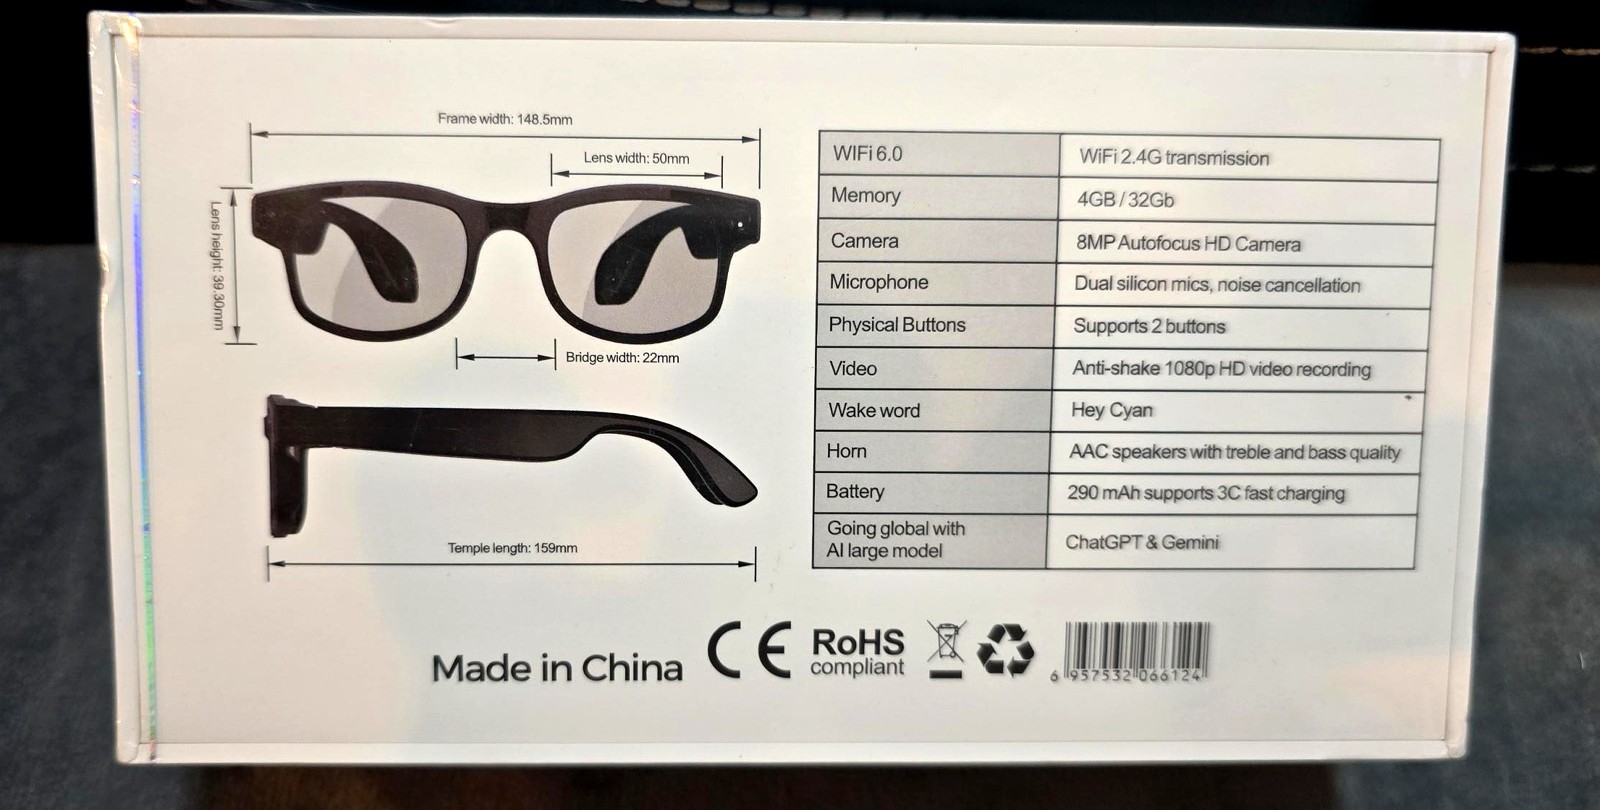 Frame width: 148.5mm
Lens width: 50mm
Lens height: 39.30mm
Bridge width: 22mm
Temple length: 159mm
WIFi 6.0
WiFi 2.4G transmission
Memory
4GB / 32Gb
Camera
8MP Autofocus HD Camera
Microphone
Dual silicon mics, noise cancellation
Physical Buttons
Supports 2 buttons
Video
Anti-shake 1080p HD video recording
Wake word
Hey Cyan
Horn
AAC speakers with treble and bass quality
Battery
290 mAh supports 3C fast charging
Going global with
AI large model
ChatGPT & Gemini
Made in China
CE
RoHS
compliant
6 957532 066124